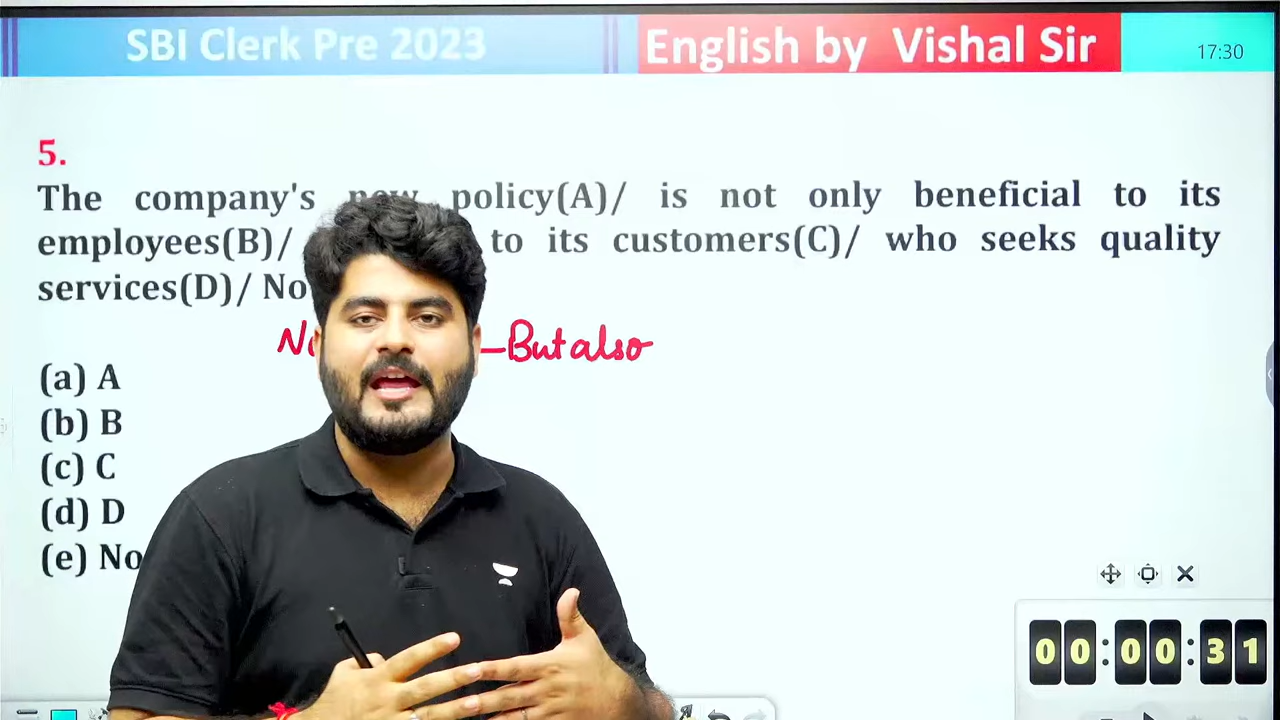 SBI Clerk Pre 2023
English by Vishal Sir
17:30
5.
The company's new policy(A)/ is not only beneficial to its
employees(B)/ to its customers(C)/ who seeks quality
services(D)/ No
But also
(a) A
(b) B
(c) C
(d) D
(e) No
00:00:31